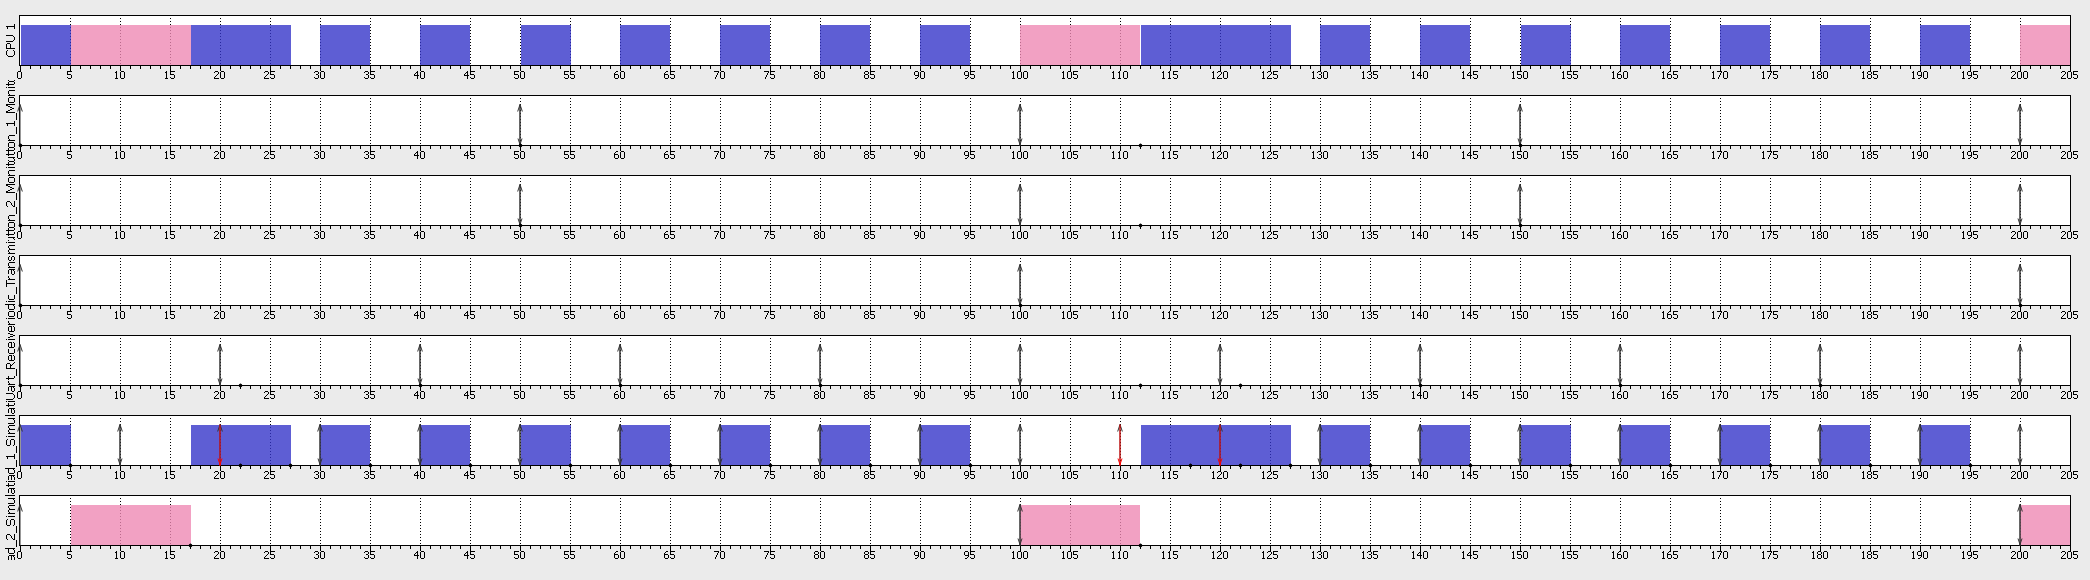 CPU 1
0 5 10 15 20 25 30 35 40 45 50 55 60 65 70 75 80 85 90 95 100 105 110 115 120 125 130 135 140 145 150 155 160 165 170 175 180 185 190 195 200 205
utton_1_Monito
0 5 10 15 20 25 30 35 40 45 50 55 60 65 70 75 80 85 90 95 100 105 110 115 120 125 130 135 140 145 150 155 160 165 170 175 180 185 190 195 200 205
utton_2_Monit
0 5 10 15 20 25 30 35 40 45 50 55 60 65 70 75 80 85 90 95 100 105 110 115 120 125 130 135 140 145 150 155 160 165 170 175 180 185 190 195 200 205
eriodic_Transmi
0 5 10 15 20 25 30 35 40 45 50 55 60 65 70 75 80 85 90 95 100 105 110 115 120 125 130 135 140 145 150 155 160 165 170 175 180 185 190 195 200 205
Uart_Receiver
0 5 10 15 20 25 30 35 40 45 50 55 60 65 70 75 80 85 90 95 100 105 110 115 120 125 130 135 140 145 150 155 160 165 170 175 180 185 190 195 200 205
ad_1_Simulati
0 5 10 15 20 25 30 35 40 45 50 55 60 65 70 75 80 85 90 95 100 105 110 115 120 125 130 135 140 145 150 155 160 165 170 175 180 185 190 195 200 205
ad_2_Simulati
0 5 10 15 20 25 30 35 40 45 50 55 60 65 70 75 80 85 90 95 100 105 110 115 120 125 130 135 140 145 150 155 160 165 170 175 180 185 190 195 200 205